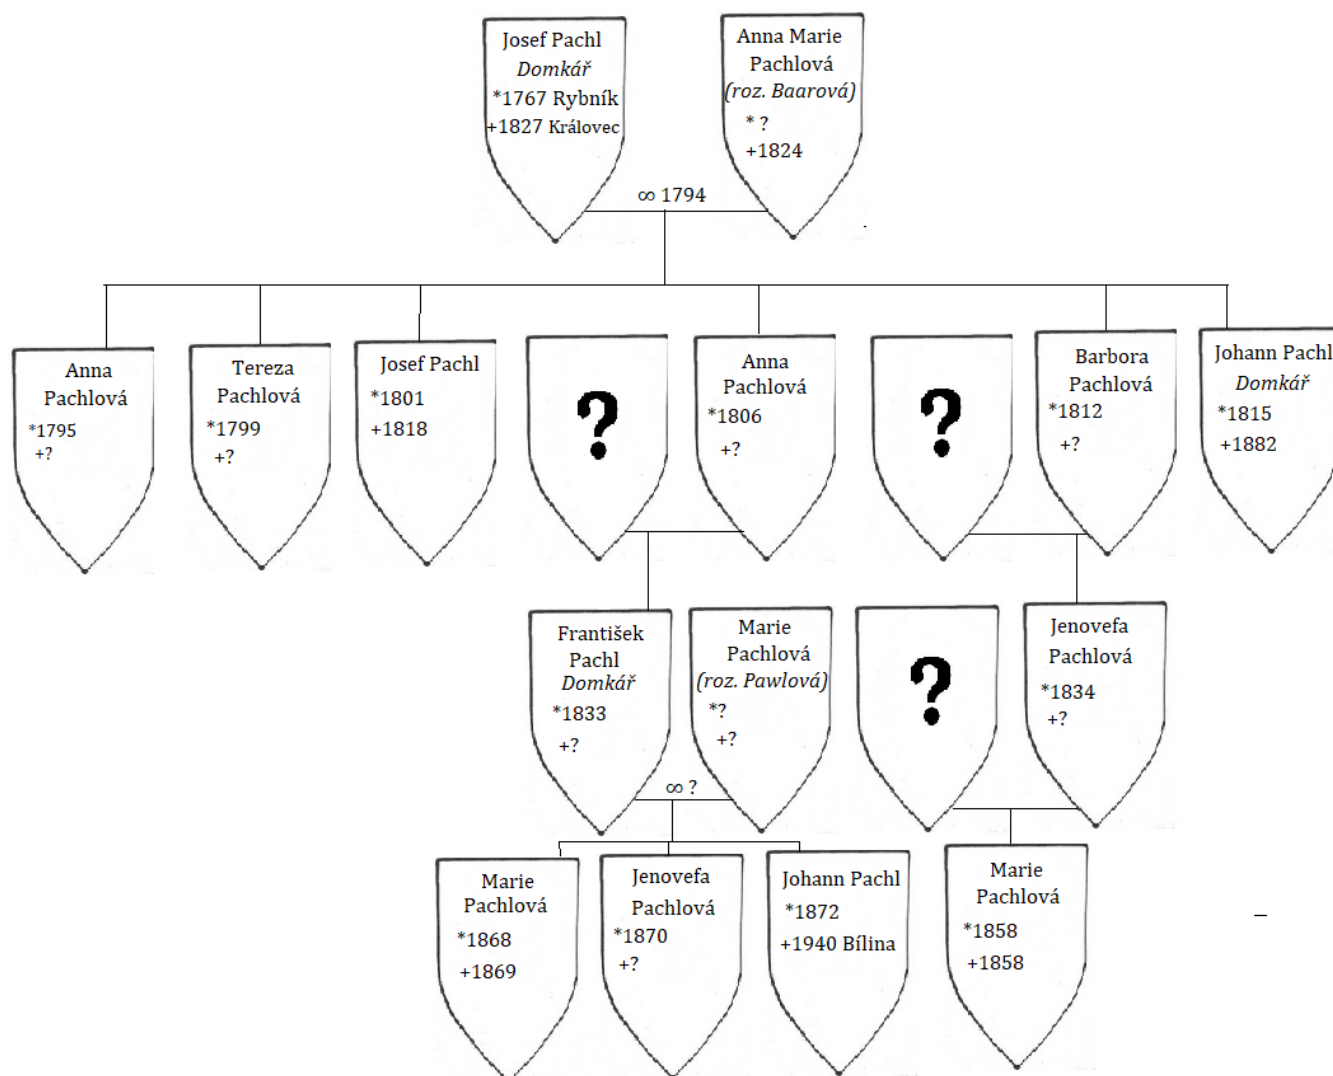 Josef Pachl
Domkář
*1767 Rybník
+1827 Královec
Anna Marie
Pachlová
(roz. Baarová)
* ?
+1824
∞ 1794
Anna
Pachlová
*1795
+?
Tereza
Pachlová
*1799
+?
Josef Pachl
*1801
+1818
?
Anna
Pachlová
*1806
+?
?
Barbora
Pachlová
*1812
+?
Johann Pachl
Domkář
*1815
+1882
František
Pachl
Domkář
*1833
+?
Marie
Pachlová
(roz. Pawlová)
*?
+?
∞ ?
?
Jenovefa
Pachlová
*1834
+?
Marie
Pachlová
*1868
+1869
Jenovefa
Pachlová
*1870
+?
Johann Pachl
*1872
+1940 Bílina
Marie
Pachlová
*1858
+1858